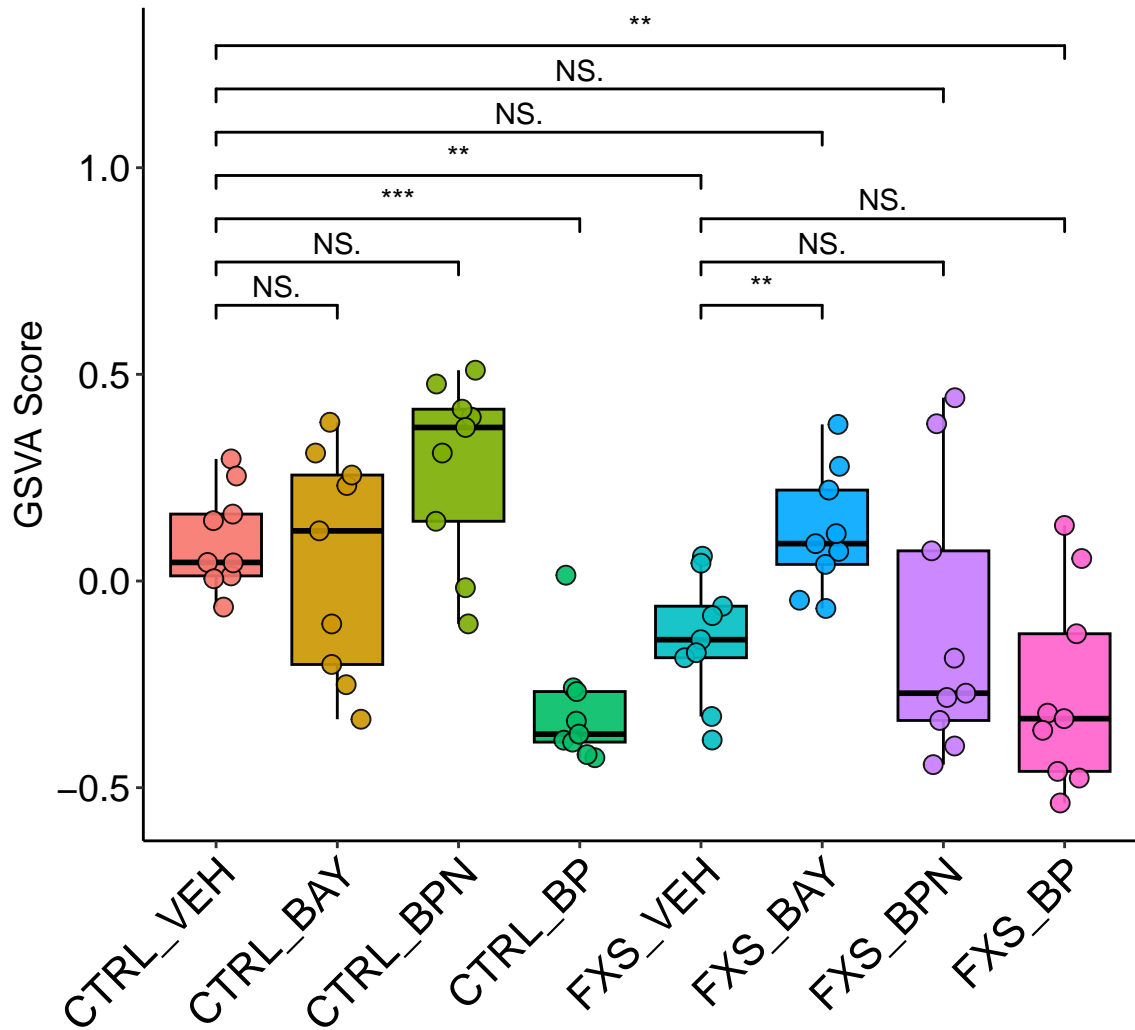 **
NS.
NS.
**
***
NS.
NS.
NS.
NS.
**
GSVA Score
1.0
0.5
0.0
−0.5
CTRL_VEH
CTRL_BAY
CTRL_BPN
CTRL_BP
FXS_VEH
FXS_BAY
FXS_BPN
FXS_BP